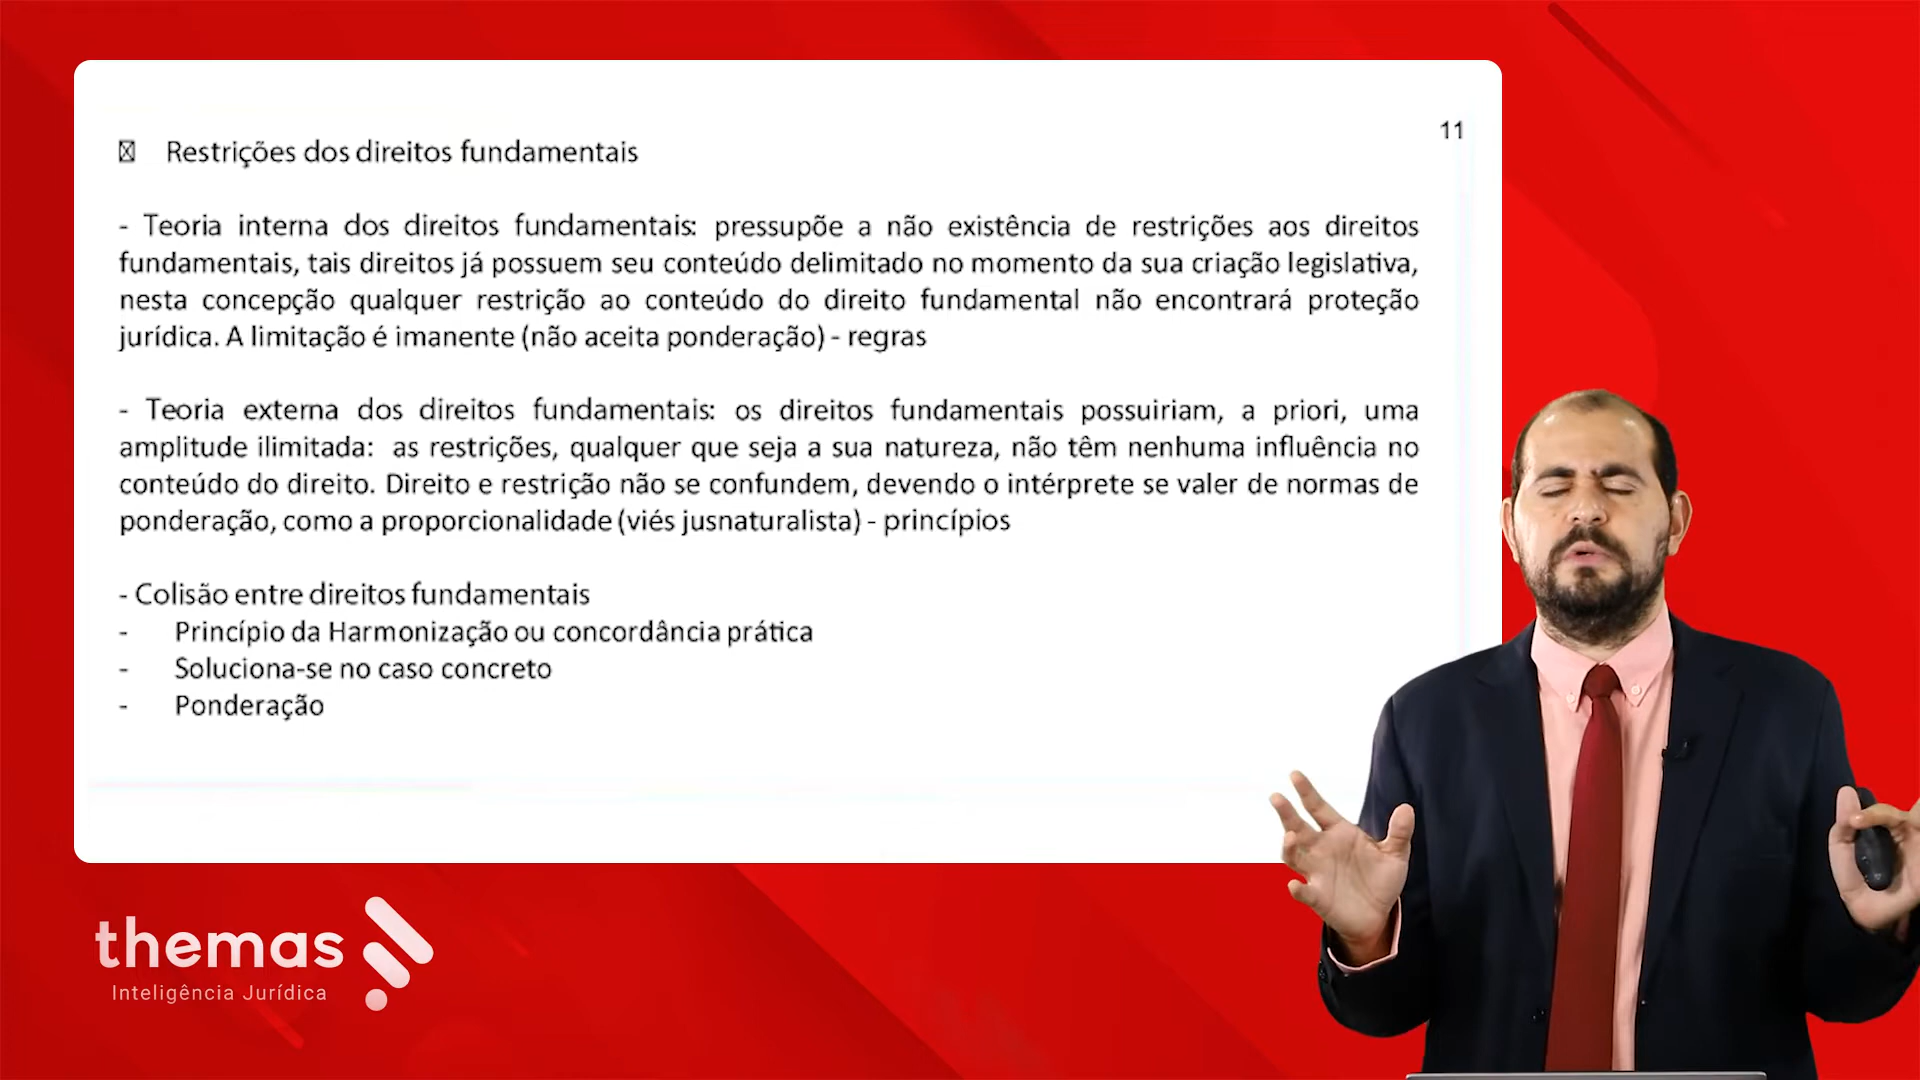 11
Restrições dos direitos fundamentais
- Teoria interna dos direitos fundamentais: pressupõe a não existência de restrições aos direitos
fundamentais, tais direitos já possuem seu conteúdo delimitado no momento da sua criação legislativa,
nesta concepção qualquer restrição ao conteúdo do direito fundamental não encontrará proteção
jurídica. A limitação é imanente (não aceita ponderação) - regras
- Teoria externa dos direitos fundamentais: os direitos fundamentais possuiriam, a priori, uma
amplitude ilimitada: as restrições, qualquer que seja a sua natureza, não têm nenhuma influência no
conteúdo do direito. Direito e restrição não se confundem, devendo o intérprete se valer de normas de
ponderação, como a proporcionalidade (viés jusnaturalista) - princípios
- Colisão entre direitos fundamentais
- Princípio da Harmonização ou concordância prática
- Soluciona-se no caso concreto
- Ponderação
themas
Inteligência Jurídica